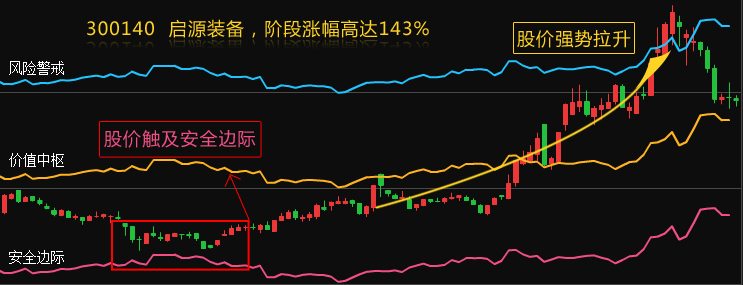 300140 启源装备，阶段涨幅高达143%
股价强势拉升
风险警戒
股价触及安全边际
价值中枢
安全边际